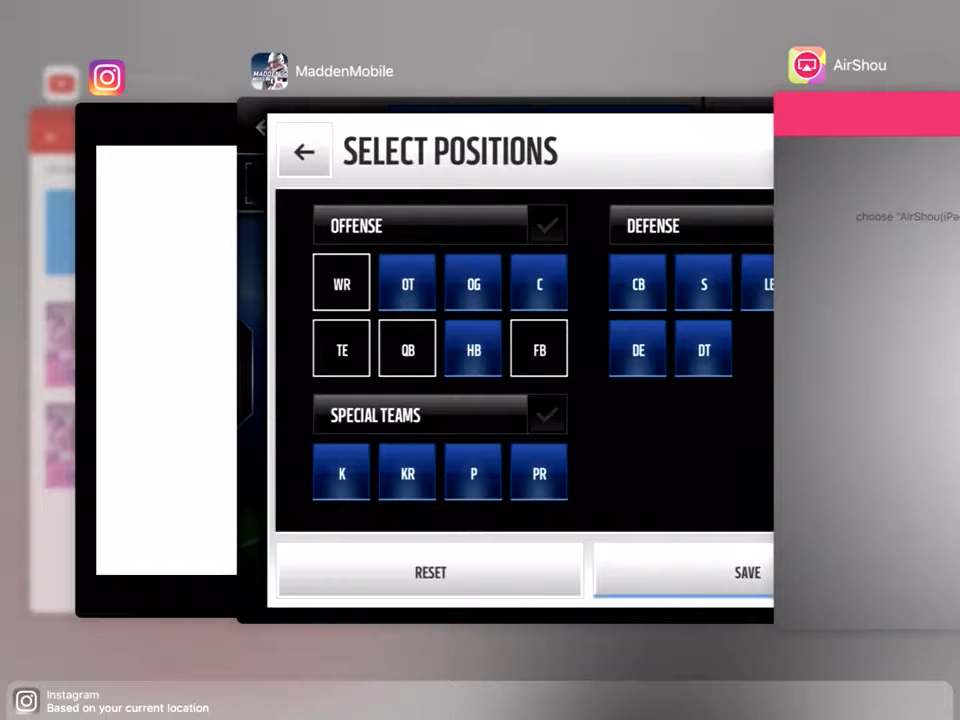 MaddenMobile
AirShou
SELECT POSITIONS
OFFENSE
DEFENSE
WR OT OG C
CB S
TE QB HB FB
DE DT
SPECIAL TEAMS
K KR P PR
RESET
SAVE
choose "AirShou(iPa
Instagram
Based on your current location